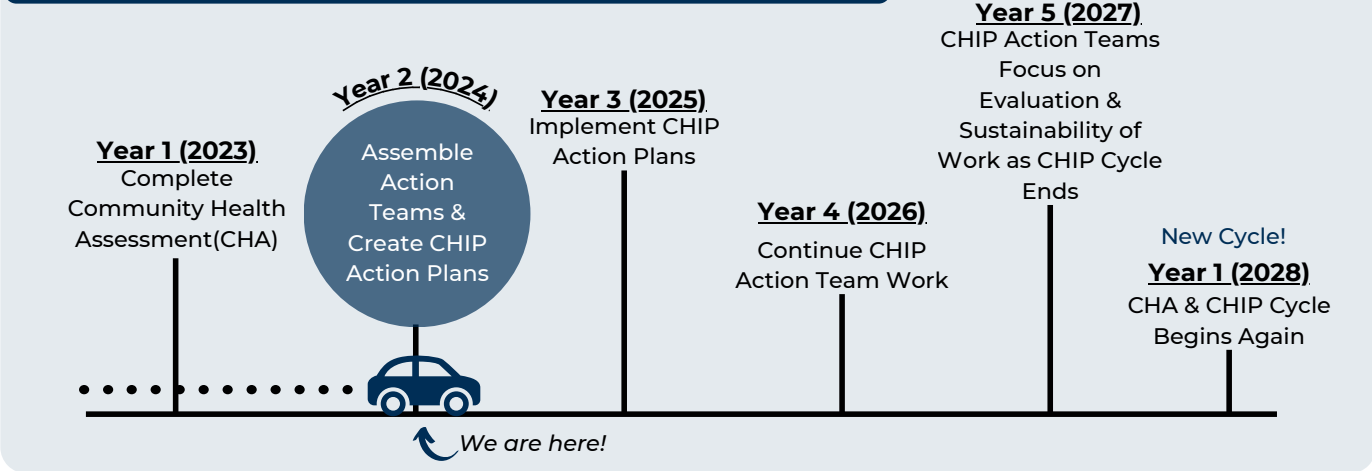 Year 1 (2023)
Complete
Community Health
Assessment(CHA)
Year 2 (2024)
Assemble
Action
Teams &
Create CHIP
Action Plans
Year 3 (2025)
Implement CHIP
Action Plans
Year 4 (2026)
Continue CHIP
Action Team Work
Year 5 (2027)
CHIP Action Teams
Focus on
Evaluation &
Sustainability of
Work as CHIP Cycle
Ends
New Cycle!
Year 1 (2028)
CHA & CHIP Cycle
Begins Again
We are here!